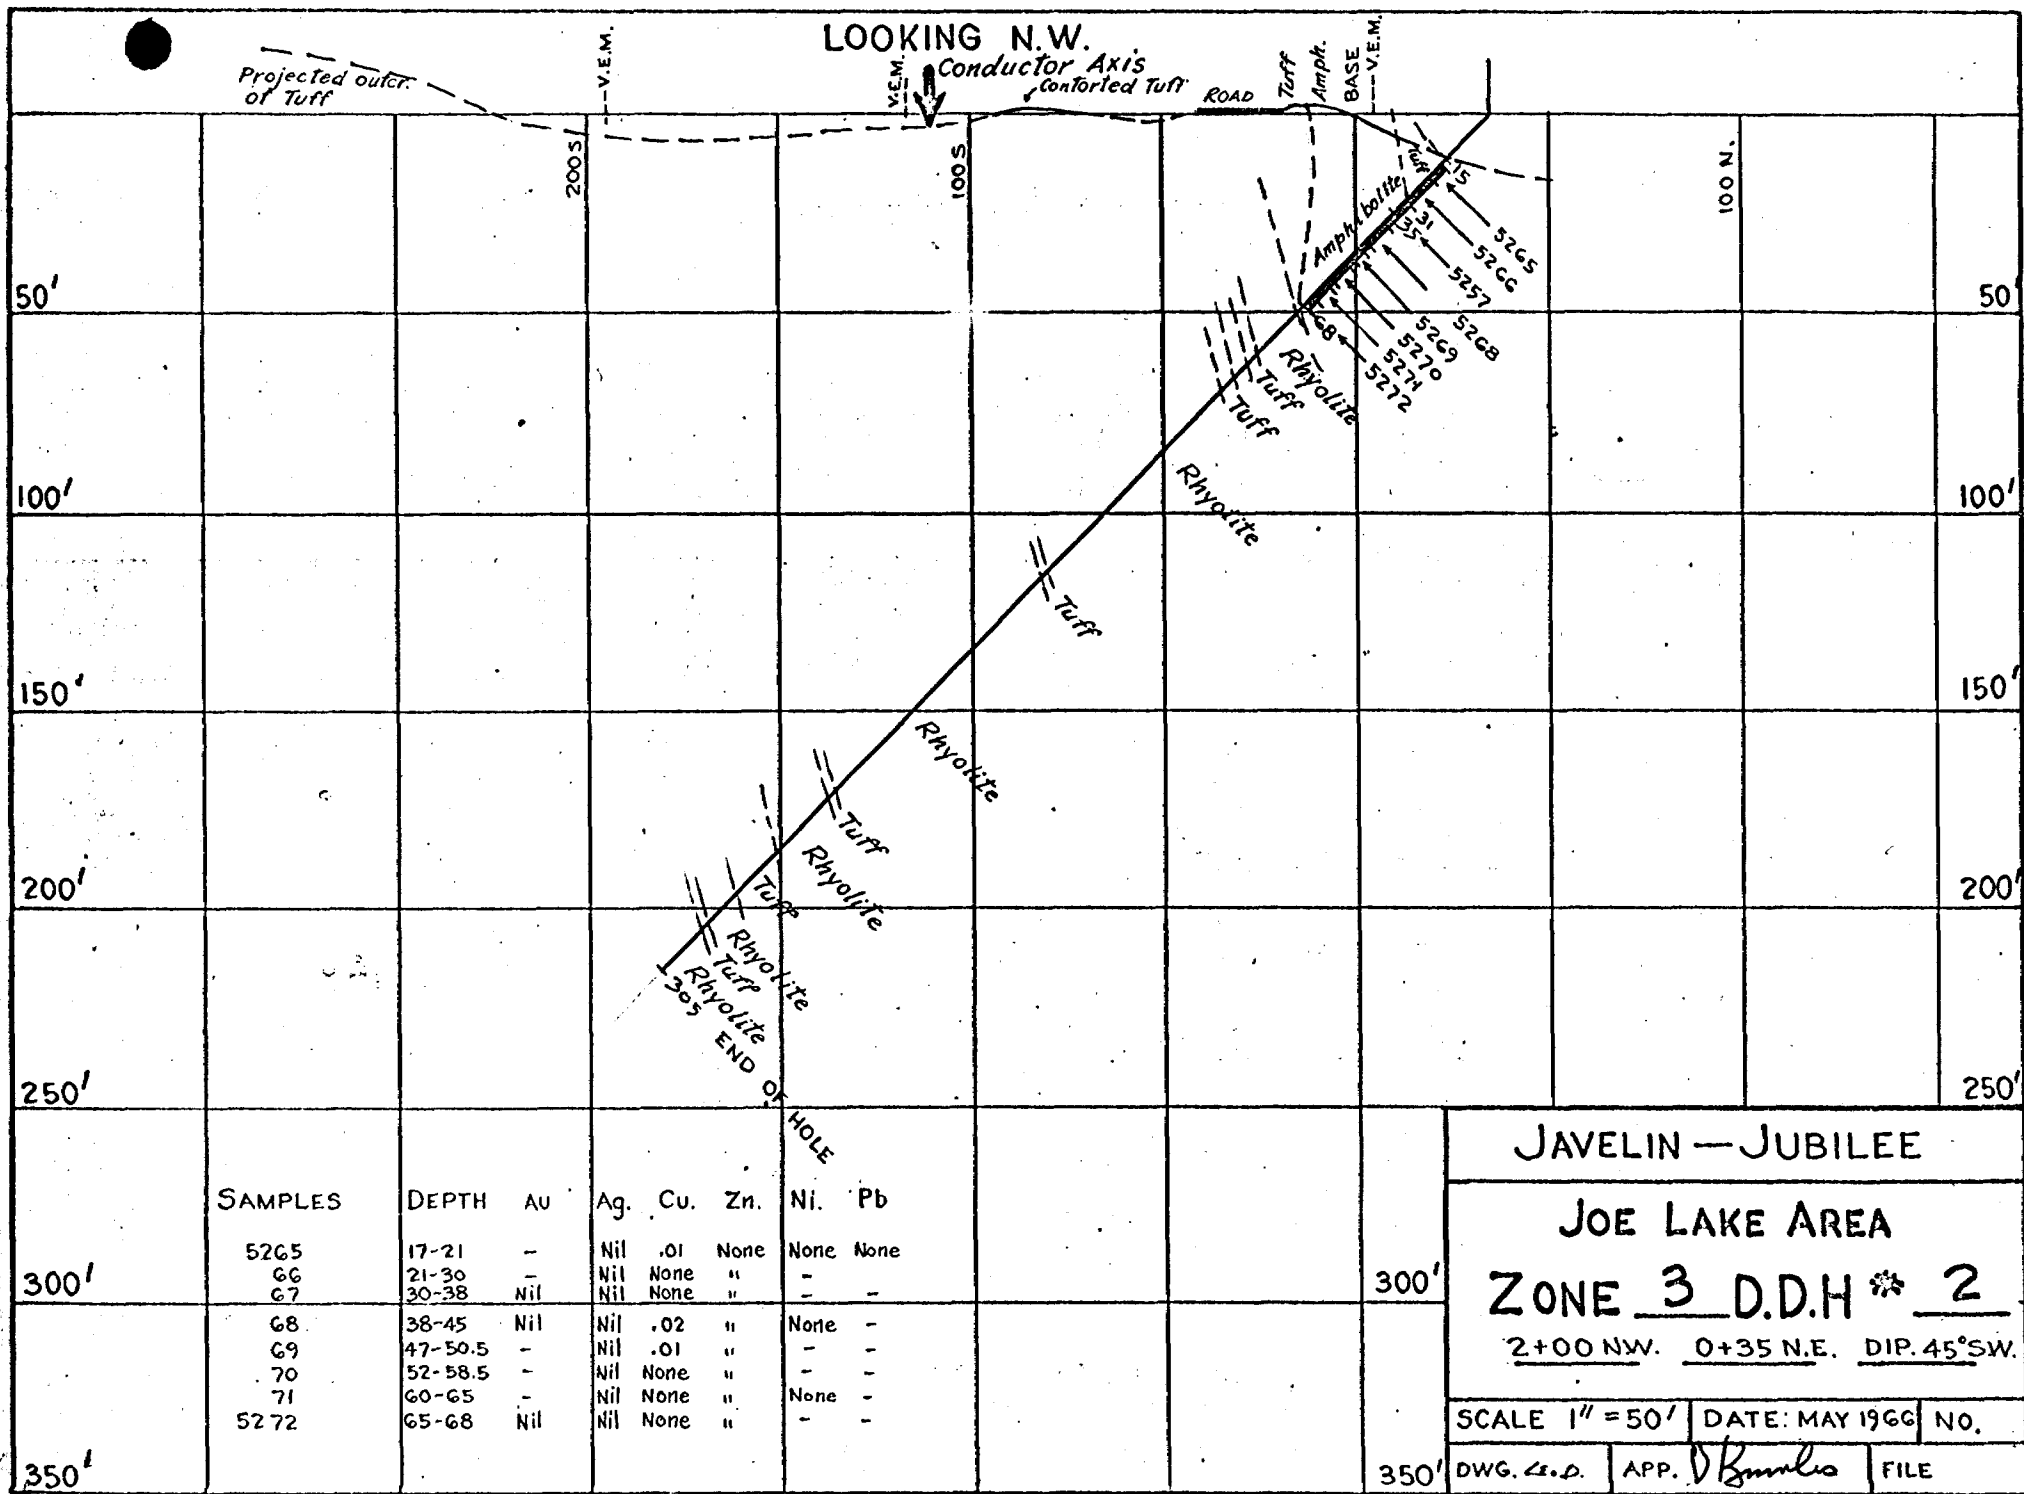 LOOKING N.W.
Projected outcr.
of Tuff
V.E.M.
V.E.M.
Conductor Axis
Contorted Tuff
ROAD
Tuff
Amph.
BASE
V.E.M.
200 S
100 S
100 N.
Tuff
Amphibolite
15
31
35
68
5265
5266
5257
5268
5269
5270
5271
5272
50'
50'
Rhyolite
Tuff
Tuff
Rhyolite
100'
100'
Tuff
150'
150'
Rhyolite
Tuff
Rhyolite
200'
200'
Tuff
Rhyolite
Tuff
Rhyolite
305 END OF HOLE
250'
250'
SAMPLES DEPTH Au Ag. Cu. Zn. Ni. Pb
5265 17-21 - Nil .01 None None None
66 21-30 - Nil None " -
67 30-38 Nil Nil None " - -
68 38-45 Nil Nil .02 " None -
69 47-50.5 - Nil .01 " - -
70 52-58.5 - Nil None " - -
71 60-65 - Nil None " None -
5272 65-68 Nil Nil None " - -
300'
300'
350'
350'
JAVELIN — JUBILEE
JOE LAKE AREA
ZONE 3 D.D.H # 2
2+00 N.W. 0+35 N.E. DIP. 45° S.W.
SCALE 1" = 50' DATE: MAY 1966 NO.
DWG. APP. FILE